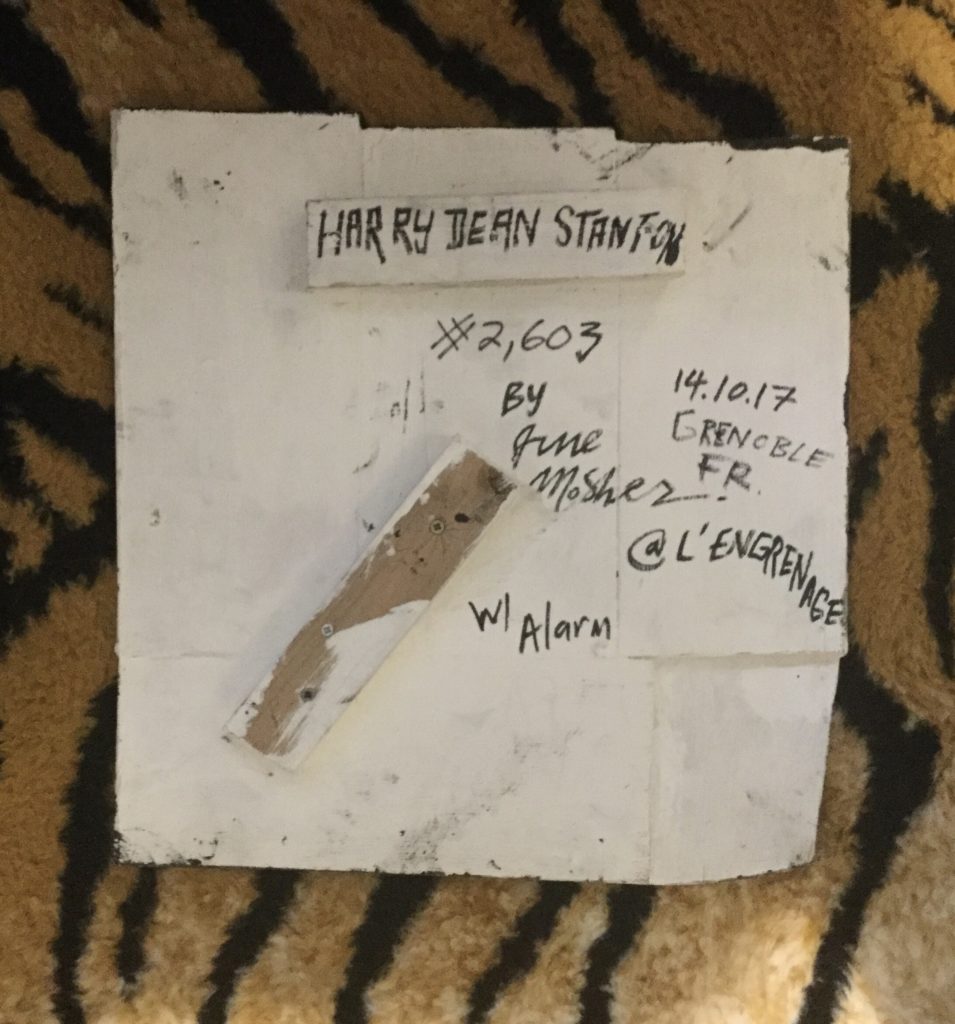 HARRY DEAN STANTON
#2,603
BY
June
Mosher
14.10.17
GRENOBLE
FR.
@ L'ENGRENAGE
W/ Alarm